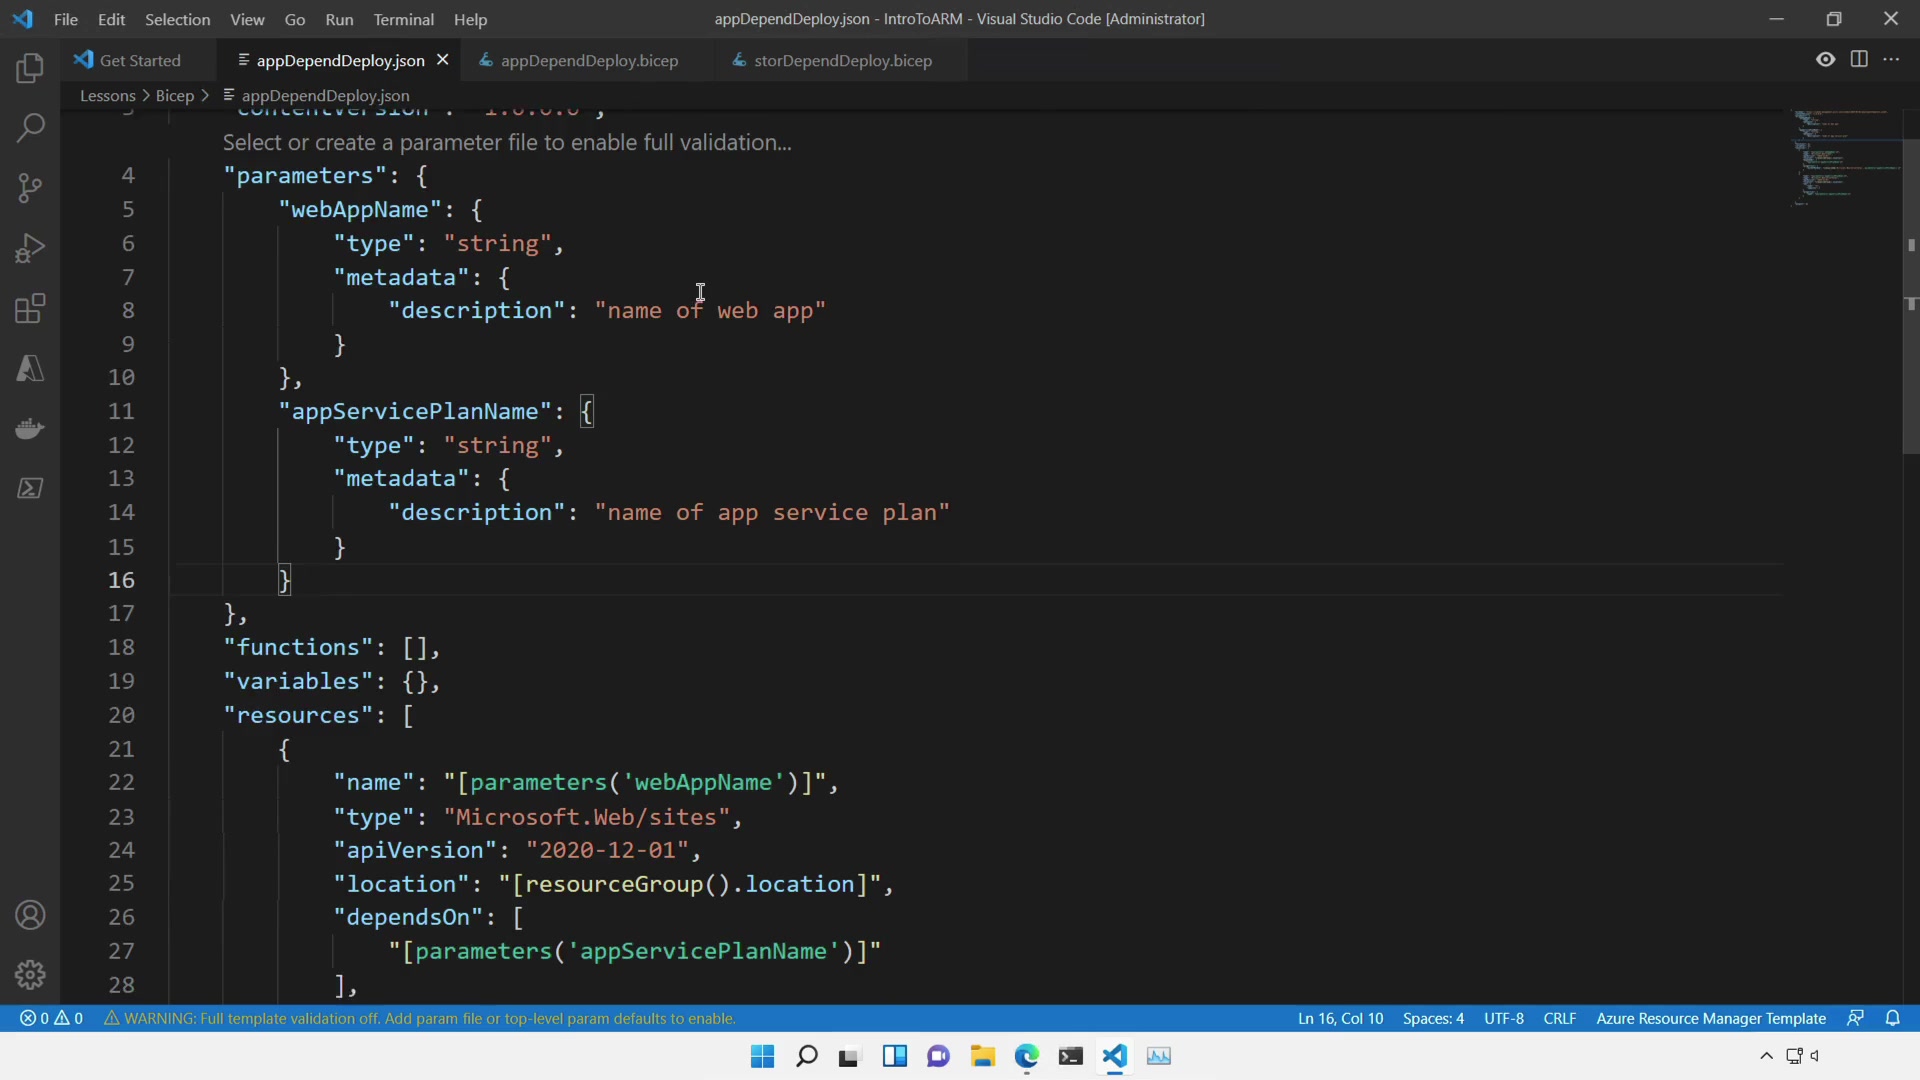 File Edit Selection View Go Run Terminal Help
appDependDeploy.json - IntroToARM - Visual Studio Code [Administrator]
Get Started
appDependDeploy.json
appDependDeploy.bicep
storDependDeploy.bicep
Lessons > Bicep > appDependDeploy.json
3 "contentVersion": "1.0.0.0",
Select or create a parameter file to enable full validation...
4 "parameters": {
5 "webAppName": {
6 "type": "string",
7 "metadata": {
8 "description": "name of web app"
9 }
10 },
11 "appServicePlanName": {
12 "type": "string",
13 "metadata": {
14 "description": "name of app service plan"
15 }
16 }
17 },
18 "functions": [],
19 "variables": {},
20 "resources": [
21 {
22 "name": "[parameters('webAppName')]",
23 "type": "Microsoft.Web/sites",
24 "apiVersion": "2020-12-01",
25 "location": "[resourceGroup().location]",
26 "dependsOn": [
27 "[parameters('appServicePlanName')]"
28 ],
0 0 WARNING: Full template validation off. Add param file or top-level param defaults to enable.
Ln 16, Col 10 Spaces: 4 UTF-8 CRLF Azure Resource Manager Template